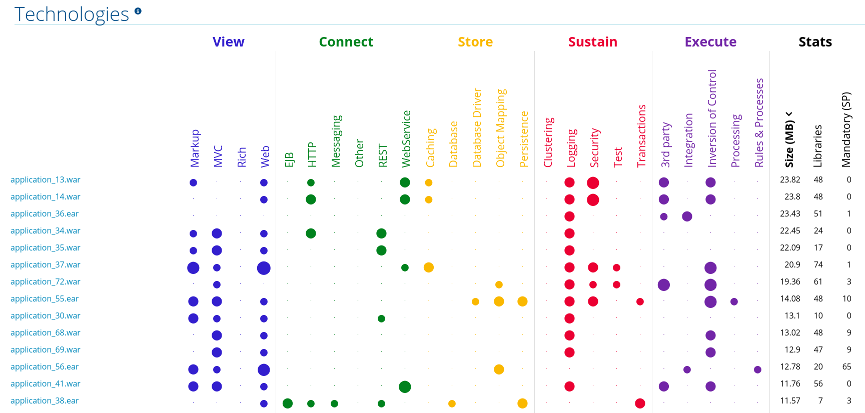 Technologies
View Connect Store Sustain Execute Stats
Markup MVC Rich Web EJB HTTP Messaging Other REST WebService Caching Database Database Driver Object Mapping Persistence Clustering Logging Security Test Transactions 3rd party Integration Inversion of Control Processing Rules & Processes Size (MB) Libraries Mandatory (SP)
application_13.war 23.82 48 0
application_14.war 23.8 48 0
application_36.ear 23.43 51 1
application_34.war 22.45 24 0
application_35.war 22.09 17 0
application_37.war 20.9 74 1
application_72.war 19.36 61 3
application_55.ear 14.08 48 10
application_30.war 13.1 10 0
application_68.war 13.02 48 9
application_69.war 12.9 47 9
application_56.ear 12.78 20 65
application_41.war 11.76 56 0
application_38.ear 11.57 7 3